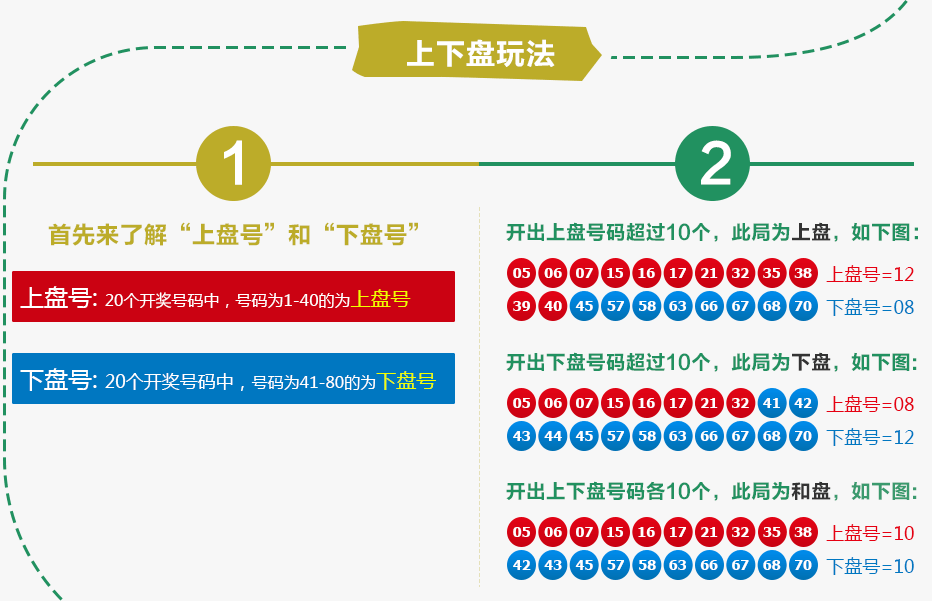 上下盘玩法
1
首先来了解“上盘号”和“下盘号”
上盘号: 20个开奖号码中，号码为1-40的为上盘号
下盘号: 20个开奖号码中，号码为41-80的为下盘号
2
开出上盘号码超过10个，此局为上盘，如下图：
05 06 07 15 16 17 21 32 35 38 上盘号=12
39 40 45 57 58 63 66 67 68 70 下盘号=08
开出下盘号码超过10个，此局为下盘，如下图：
05 06 07 15 16 17 21 32 41 42 上盘号=08
43 44 45 57 58 63 66 67 68 70 下盘号=12
开出上下盘号码各10个，此局为和盘，如下图：
05 06 07 15 16 17 21 32 35 38 上盘号=10
42 43 45 57 58 63 66 67 68 70 下盘号=10